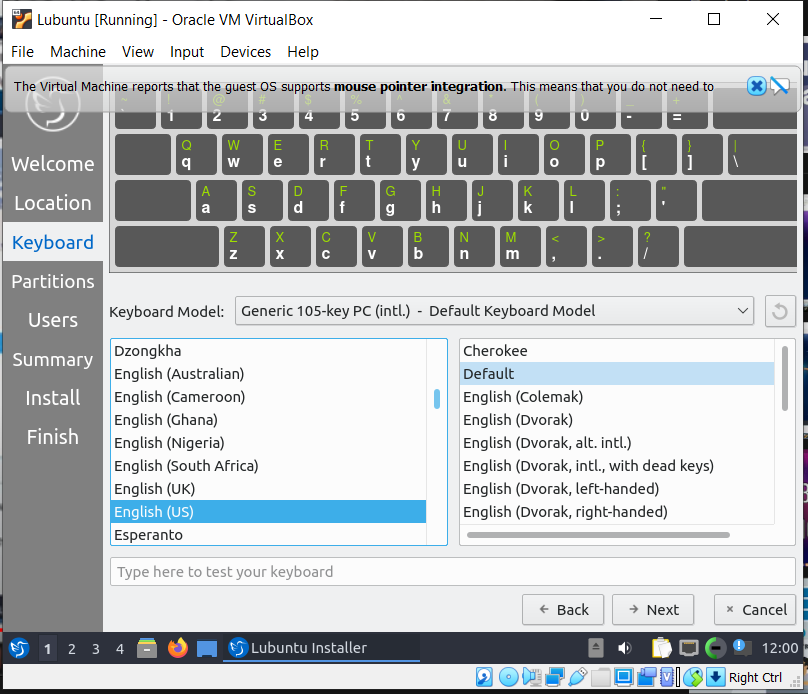 Lubuntu [Running] - Oracle VM VirtualBox
File Machine View Input Devices Help
The Virtual Machine reports that the guest OS supports mouse pointer integration. This means that you do not need to
~ ! @ # $ % ^ & * ( ) _ +
` 1 2 3 4 5 6 7 8 9 0 - =
Q W E R T Y U I O P { } |
q w e r t y u i o p [ ] \
A S D F G H J K L : "
a s d f g h j k l ; '
Z X C V B N M < > ?
z x c v b n m , . /
Welcome
Location
Keyboard
Partitions
Users
Summary
Install
Finish
Keyboard Model: Generic 105-key PC (intl.) - Default Keyboard Model
Dzongkha
English (Australian)
English (Cameroon)
English (Ghana)
English (Nigeria)
English (South Africa)
English (UK)
English (US)
Esperanto
Cherokee
Default
English (Colemak)
English (Dvorak)
English (Dvorak, alt. intl.)
English (Dvorak, intl., with dead keys)
English (Dvorak, left-handed)
English (Dvorak, right-handed)
Type here to test your keyboard
Back Next Cancel
1 2 3 4 Lubuntu Installer 12:00
Right Ctrl